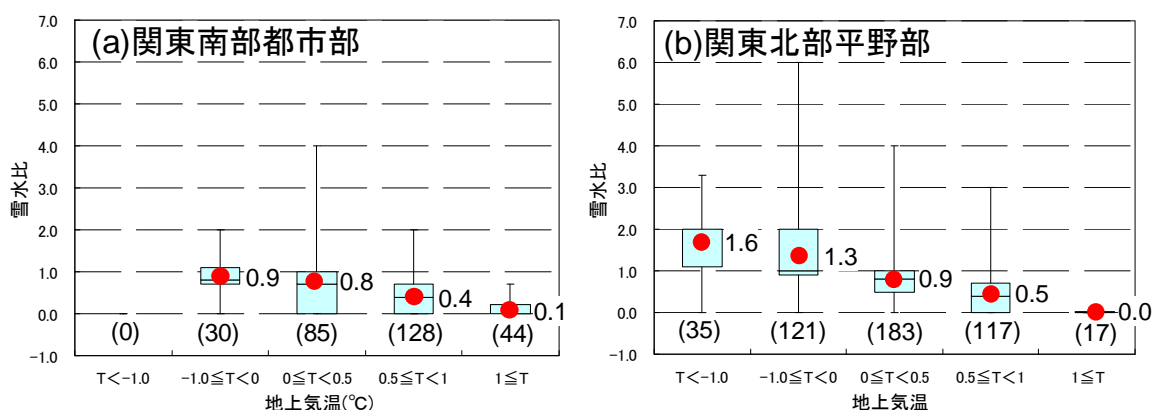 (a)関東南部都市部
7.0
6.0
5.0
4.0
3.0
2.0
1.0
0.0
-1.0
雪水比
0.9
0.8
0.4
0.1
(0)
(30)
(85)
(128)
(44)
T<-1.0
-1.0≦T<0
0≦T<0.5
0.5≦T<1
1≦T
地上気温(℃)
(b)関東北部平野部
7.0
6.0
5.0
4.0
3.0
2.0
1.0
0.0
-1.0
雪水比
1.6
1.3
0.9
0.5
0.0
(35)
(121)
(183)
(117)
(17)
T<-1.0
-1.0≦T<0
0≦T<0.5
0.5≦T<1
1≦T
地上気温